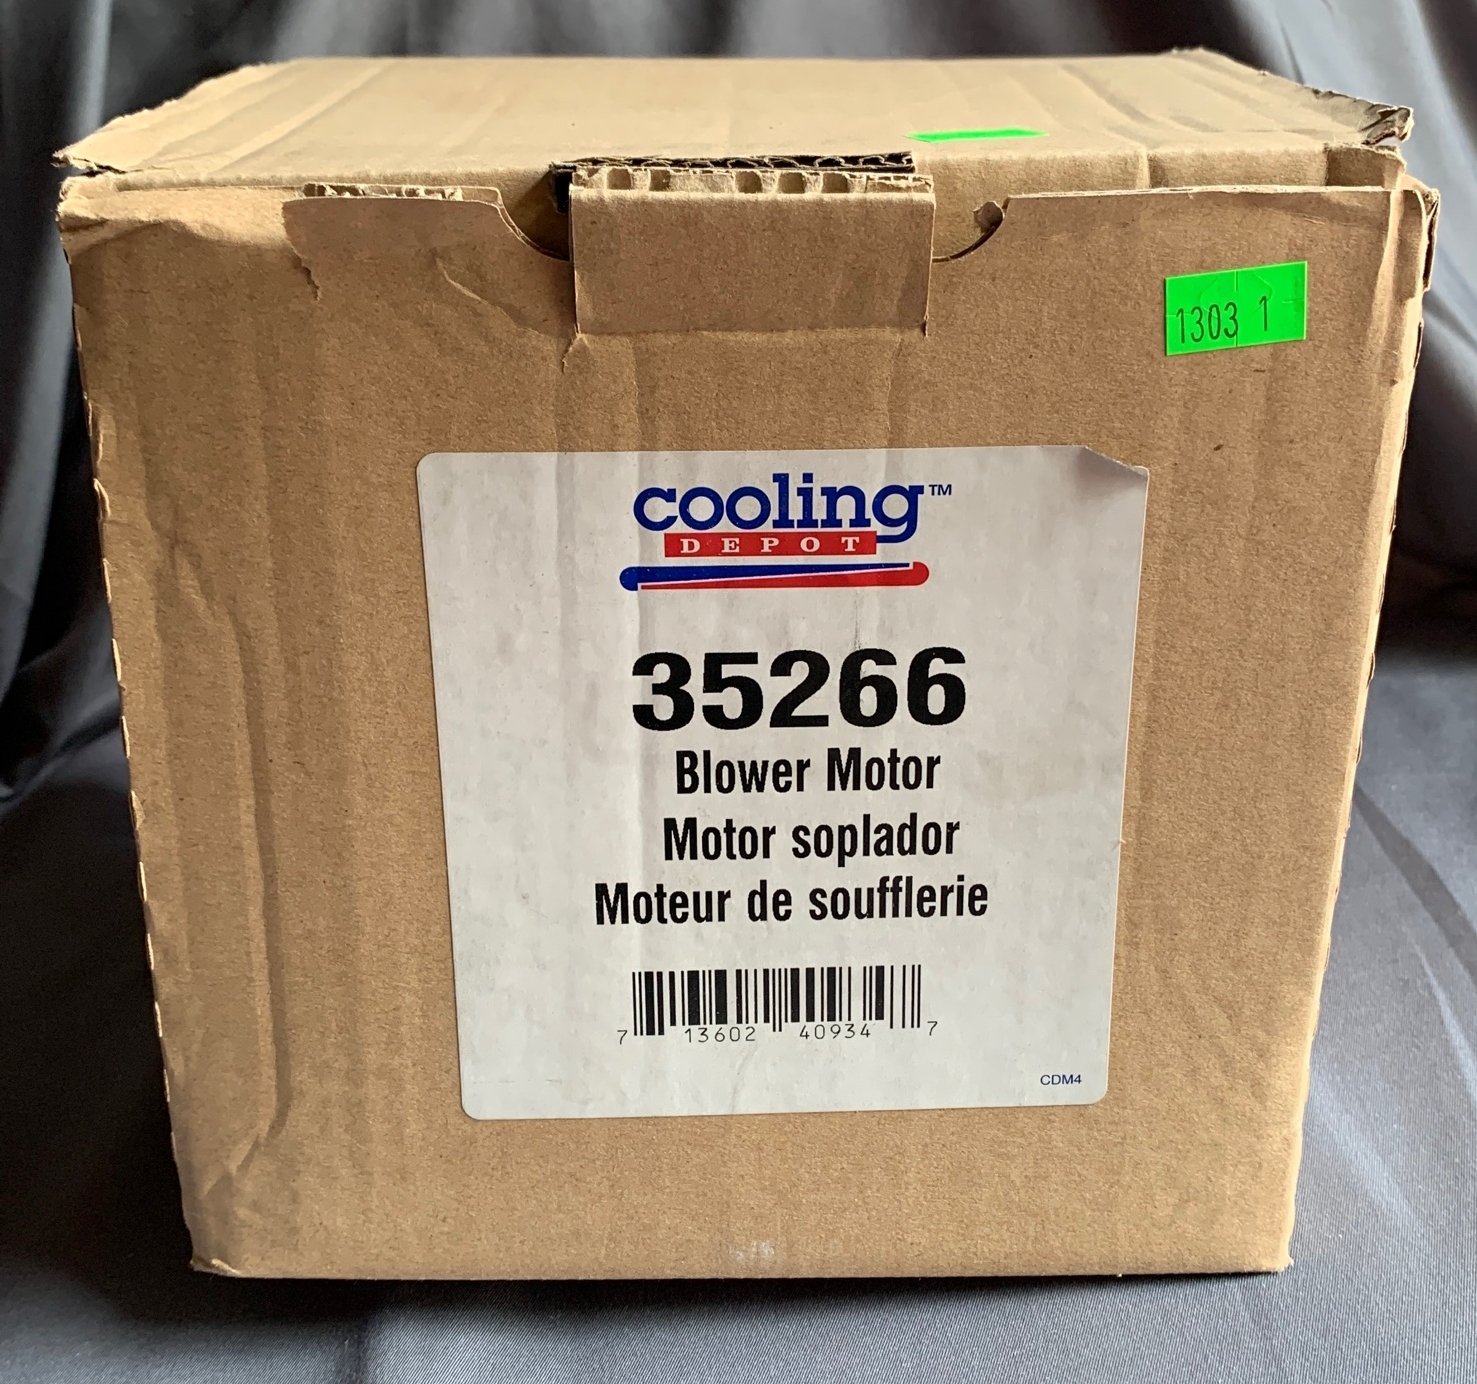 1303 1
cooling™
DEPOT
35266
Blower Motor
Motor soplador
Moteur de soufflerie
7 13602 40934 7
CDM4